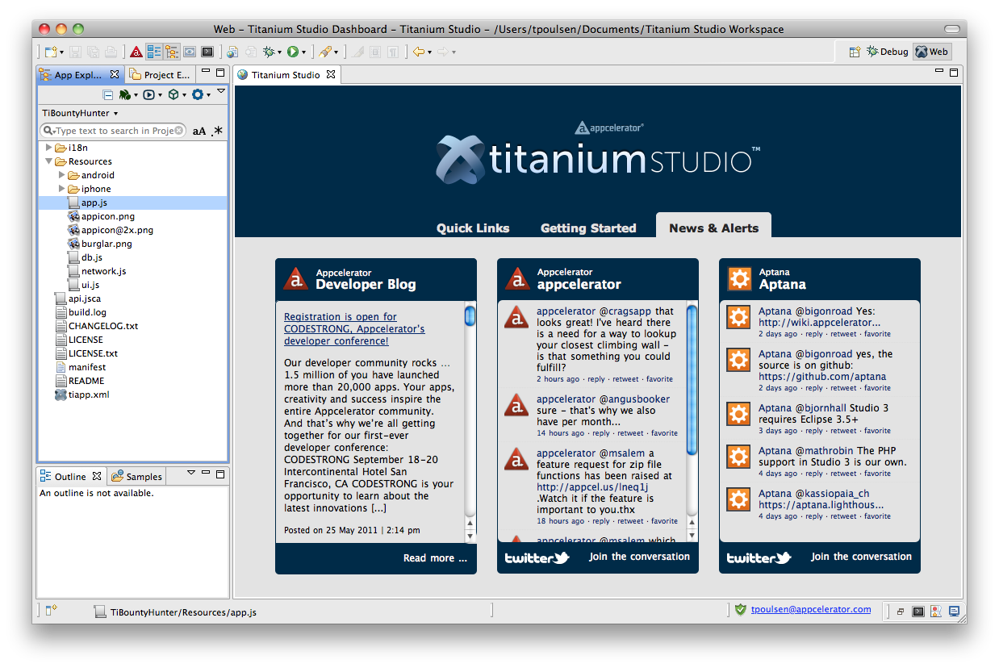 Web – Titanium Studio Dashboard – Titanium Studio – /Users/tpoulsen/Documents/Titanium Studio Workspace
Debug
Web
App Expl...
Project E...
TiBountyHunter
Type text to search in Proje
aA .*
i18n
Resources
android
iphone
app.js
appicon.png
appicon@2x.png
burglar.png
db.js
network.js
ui.js
api.jsca
build.log
CHANGELOG.txt
LICENSE
LICENSE.txt
manifest
README
tiapp.xml
Outline
Samples
An outline is not available.
Titanium Studio
a appcelerator®
titanium STUDIO™
Quick Links
Getting Started
News & Alerts
a
Appcelerator
Developer Blog
Registration is open for
CODESTRONG, Appcelerator's
developer conference!
Our developer community rocks …
1.5 million of you have launched
more than 20,000 apps. Your apps,
creativity and success inspire the
entire Appcelerator community.
And that’s why we’re all getting
together for our first-ever
developer conference:
CODESTRONG September 18-20
Intercontinental Hotel San
Francisco, CA CODESTRONG is your
opportunity to learn about the
latest innovations [...]
Posted on 25 May 2011 | 2:14 pm
Read more ...
a
Appcelerator
appcelerator
appcelerator @cragsapp that
looks great! I've heard there
is a need for a way to lookup
your closest climbing wall –
is that something you could
fulfill?
2 hours ago · reply · retweet · favorite
appcelerator @angusbooker
sure – that's why we also
have per month...
14 hours ago · reply · retweet · favorite
appcelerator @msalem a
feature request for zip file
functions has been raised at
http://appcel.us/lneq1j
.Watch it if the feature is
important to you.thx
18 hours ago · reply · retweet · favorite
appcelerator @msalem which
twitter
Join the conversation
Aptana
Aptana
Aptana @bigonroad Yes:
http://wiki.appcelerator...
2 days ago · reply · retweet · favorite
Aptana @bigonroad yes, the
source is on github:
https://github.com/aptana
2 days ago · reply · retweet · favorite
Aptana @bjornhall Studio 3
requires Eclipse 3.5+
3 days ago · reply · retweet · favorite
Aptana @mathrobin The PHP
support in Studio 3 is our own.
4 days ago · reply · retweet · favorite
Aptana @kassiopaia_ch
https://aptana.lighthous...
4 days ago · reply · retweet · favorite
twitter
Join the conversation
TiBountyHunter/Resources/app.js
tpoulsen@appcelerator.com